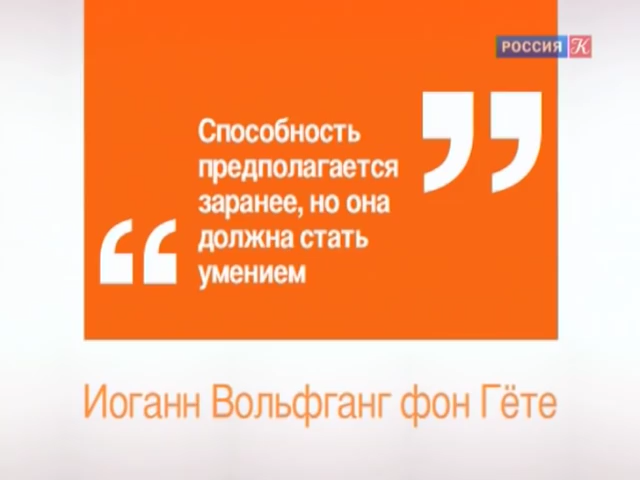 РОССИЯ К
Способность
предполагается
заранее, но она
должна стать
умением
Иоганн Вольфганг фон Гёте